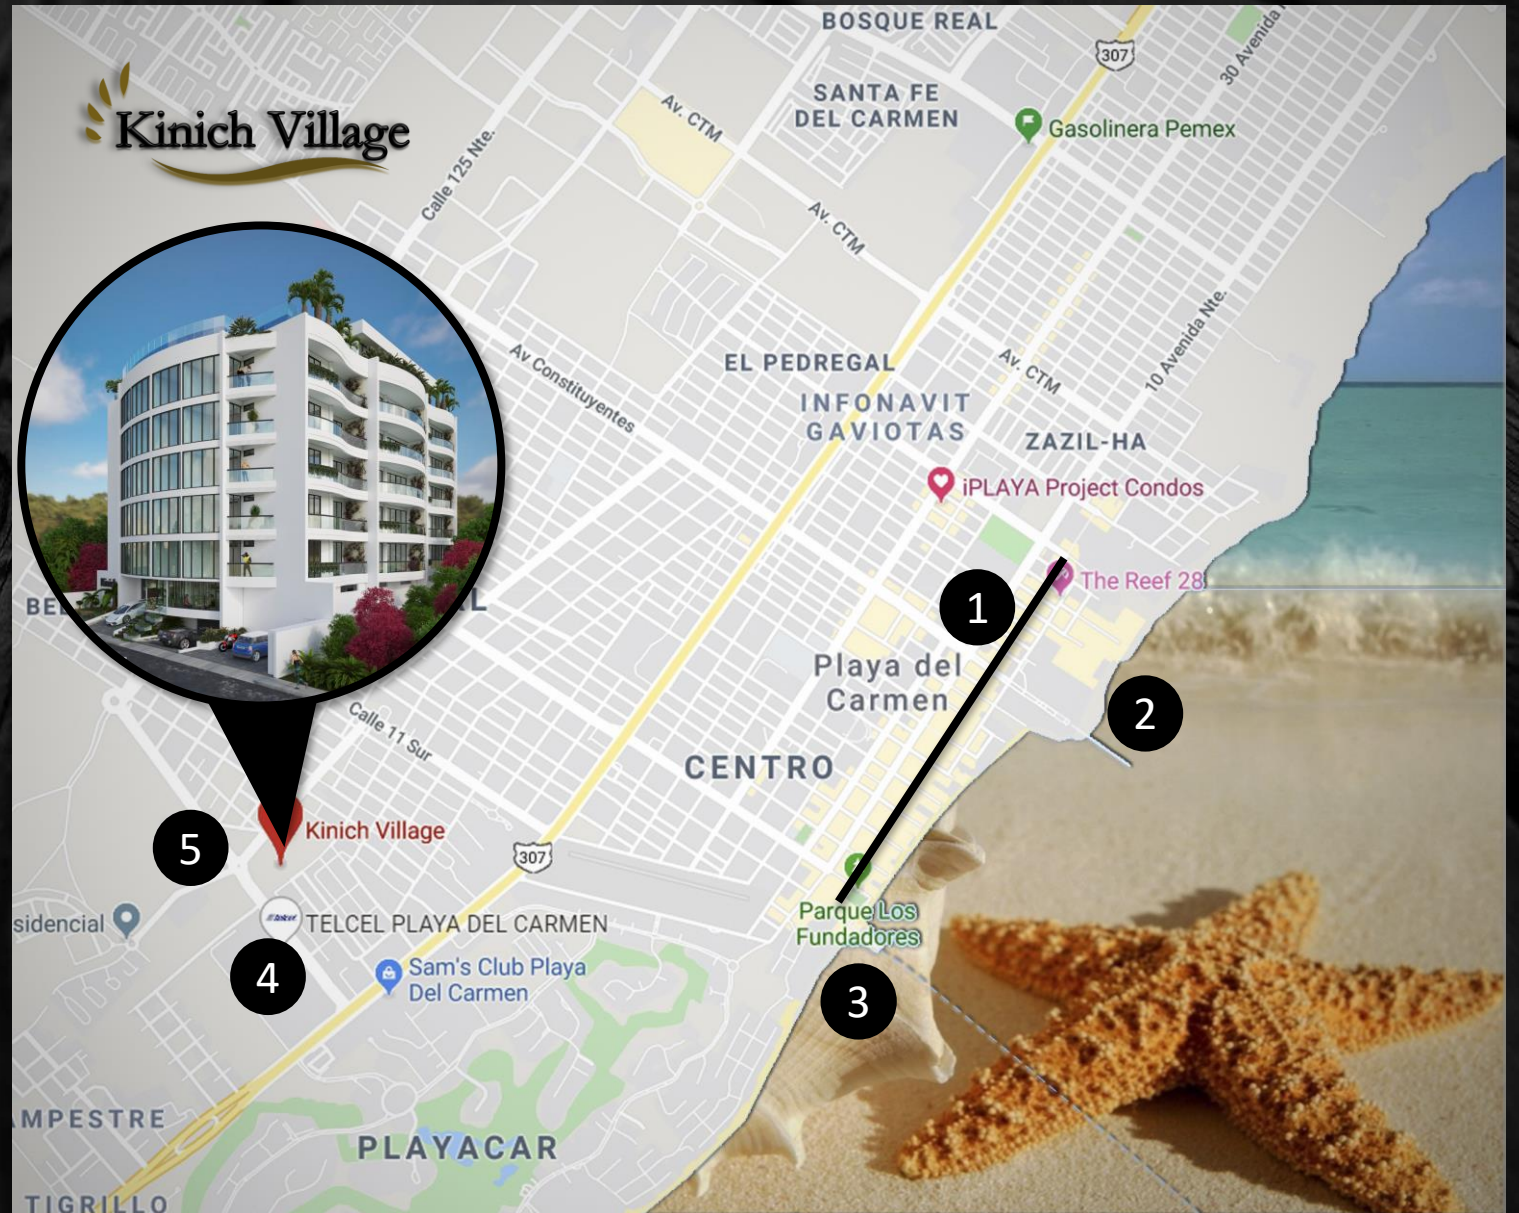 BOSQUE REAL
307
30 Avenida
SANTA FE
DEL CARMEN
Av. CTM
Gasolinera Pemex
Kinich Village
Calle 125 Nte.
Av. CTM
10 Avenida Nte.
Av Constituyentes
EL PEDREGAL
Av. CTM
INFONAVIT
GAVIOTAS
ZAZIL-HA
iPLAYA Project Condos
The Reef 28
1
Playa del
Carmen
2
Calle 11 Sur
CENTRO
5
Kinich Village
307
TELCEL PLAYA DEL CARMEN
telcel
sidencial
Parque Los
Fundadores
4
Sam's Club Playa
Del Carmen
3
MPESTRE
PLAYACAR
TIGRILLO